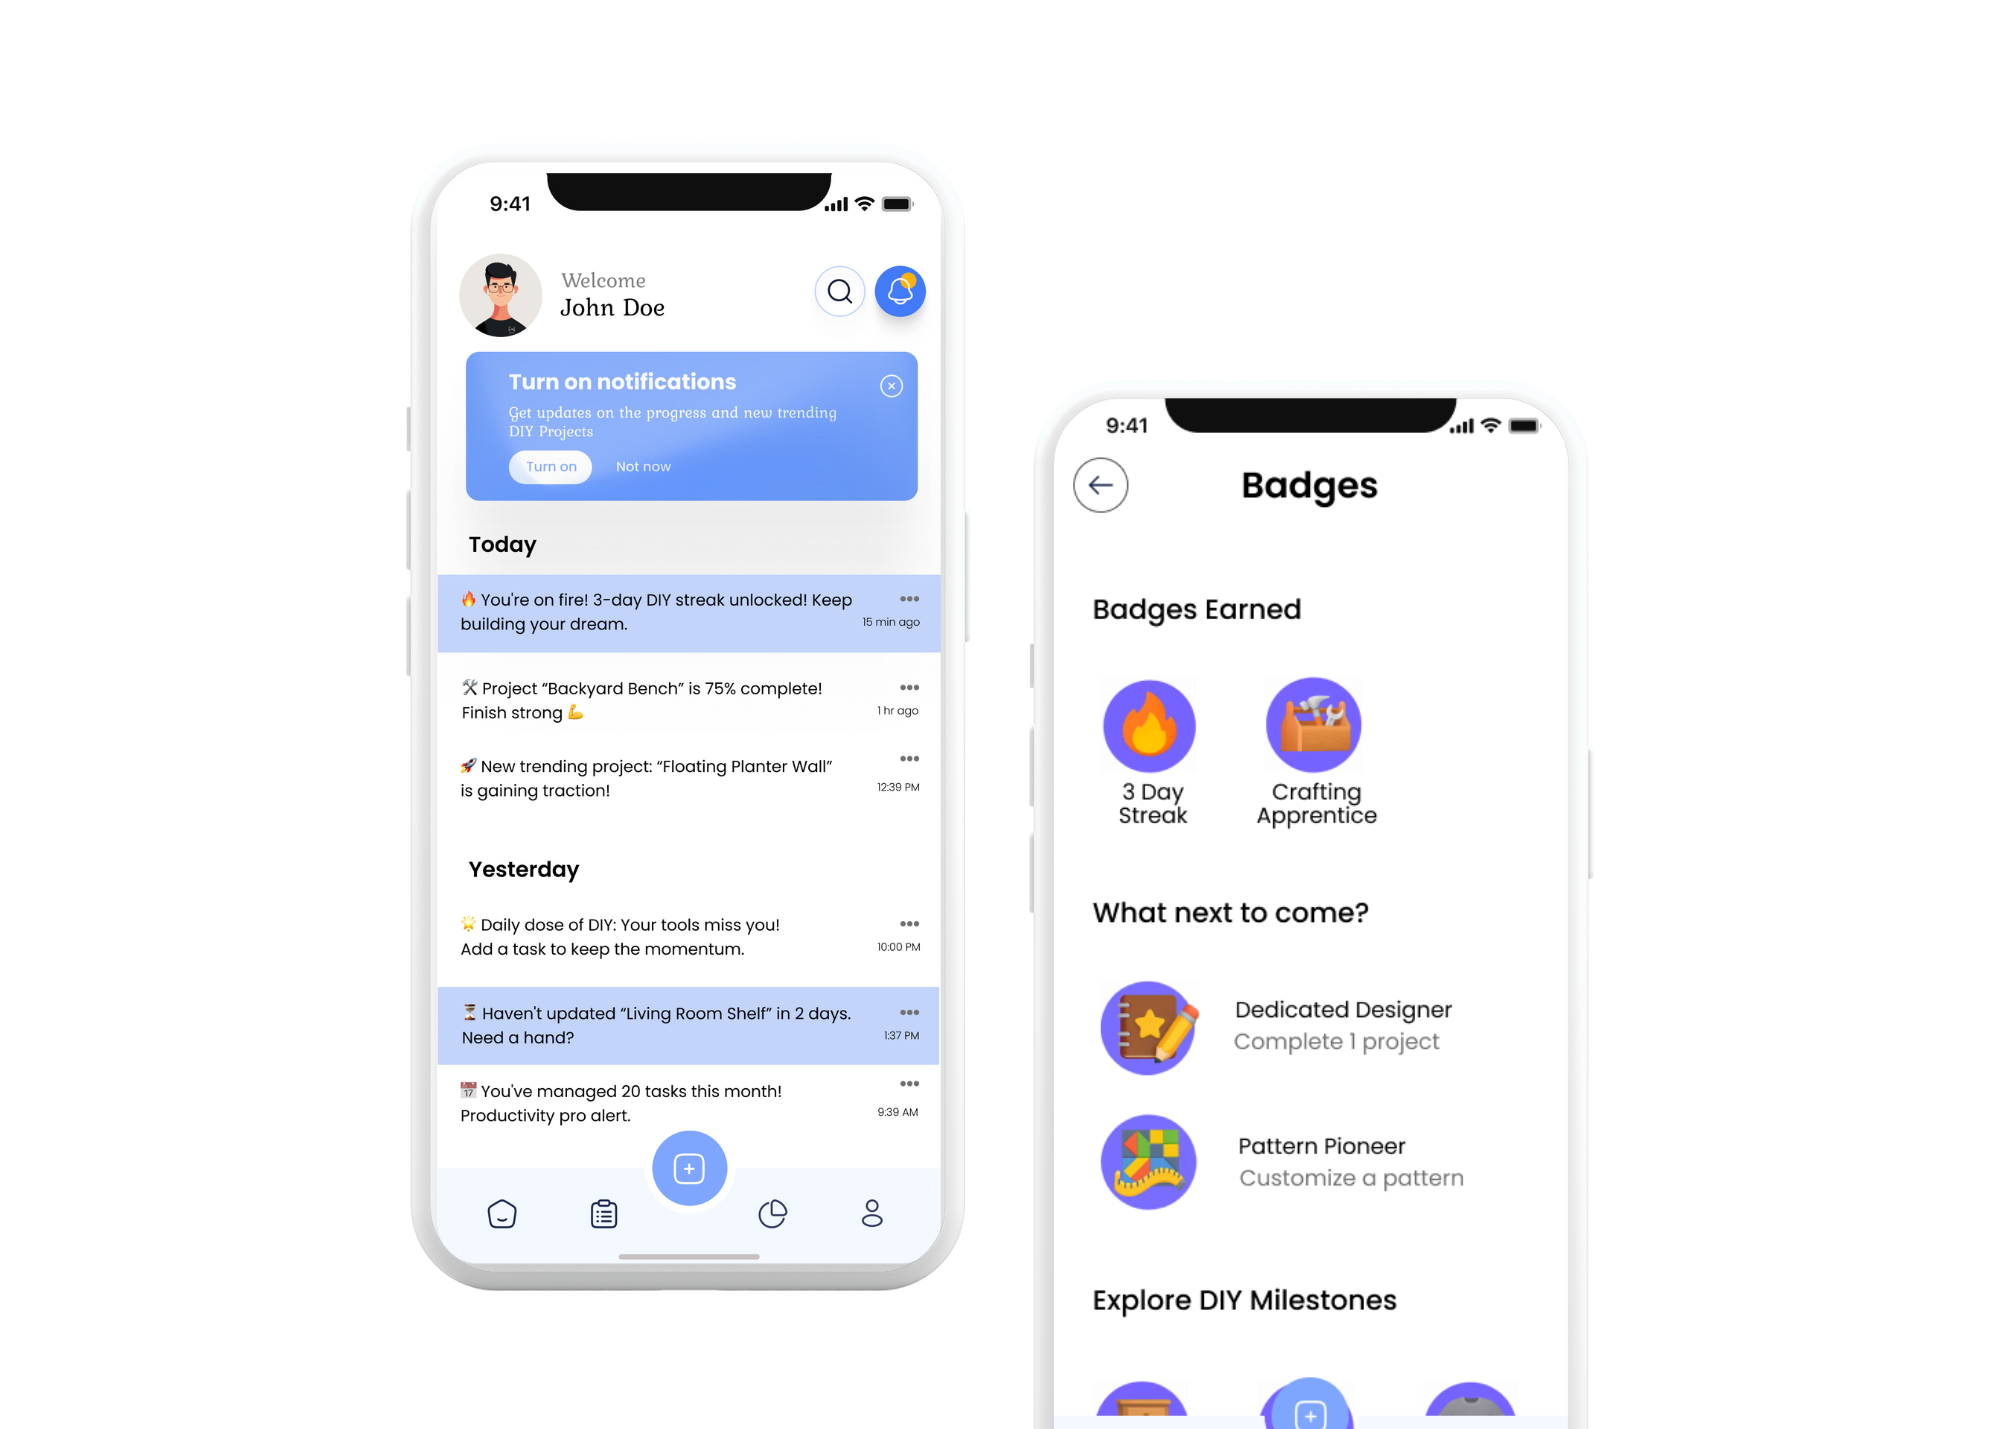 9:41
Welcome
John Doe
Turn on notifications
Get updates on the progress and new trending
DIY Projects
Turn on
Not now
Today
🔥 You're on fire! 3-day DIY streak unlocked! Keep
building your dream.
15 min ago
🛠️ Project “Backyard Bench” is 75% complete!
Finish strong 💪
1 hr ago
🚀 New trending project: “Floating Planter Wall”
is gaining traction!
12:39 PM
Yesterday
🌟 Daily dose of DIY: Your tools miss you!
Add a task to keep the momentum.
10:00 PM
⏳ Haven't updated “Living Room Shelf” in 2 days.
Need a hand?
1:37 PM
📅 You've managed 20 tasks this month!
Productivity pro alert.
9:39 AM
9:41
Badges
Badges Earned
3 Day
Streak
Crafting
Apprentice
What next to come?
Dedicated Designer
Complete 1 project
Pattern Pioneer
Customize a pattern
Explore DIY Milestones